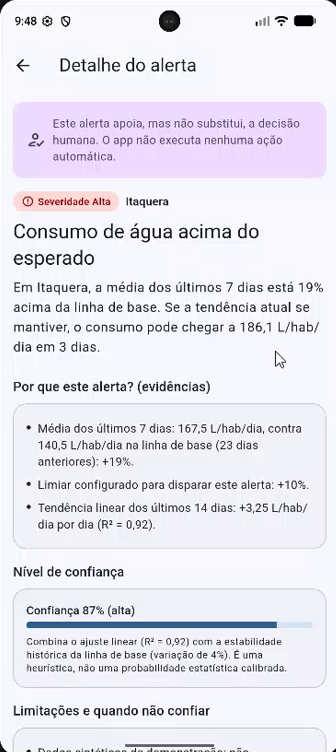 9:48
Detalhe do alerta
Este alerta apoia, mas não substitui, a decisão
humana. O app não executa nenhuma ação
automática.
Severidade Alta Itaquera
Consumo de água acima do
esperado
Em Itaquera, a média dos últimos 7 dias está 19%
acima da linha de base. Se a tendência atual se
mantiver, o consumo pode chegar a 186,1 L/hab/
dia em 3 dias.
Por que este alerta? (evidências)
• Média dos últimos 7 dias: 167,5 L/hab/dia, contra
140,5 L/hab/dia na linha de base (23 dias
anteriores): +19%.
• Limiar configurado para disparar este alerta: +10%.
• Tendência linear dos últimos 14 dias: +3,25 L/hab/
dia por dia (R² = 0,92).
Nível de confiança
Confiança 87% (alta)
Combina o ajuste linear (R² = 0,92) com a estabilidade
histórica da linha de base (variação de 4%). É uma
heurística, não uma probabilidade estatística calibrada.
Limitações e quando não confiar
• Dados sintéticos de demonstração: não